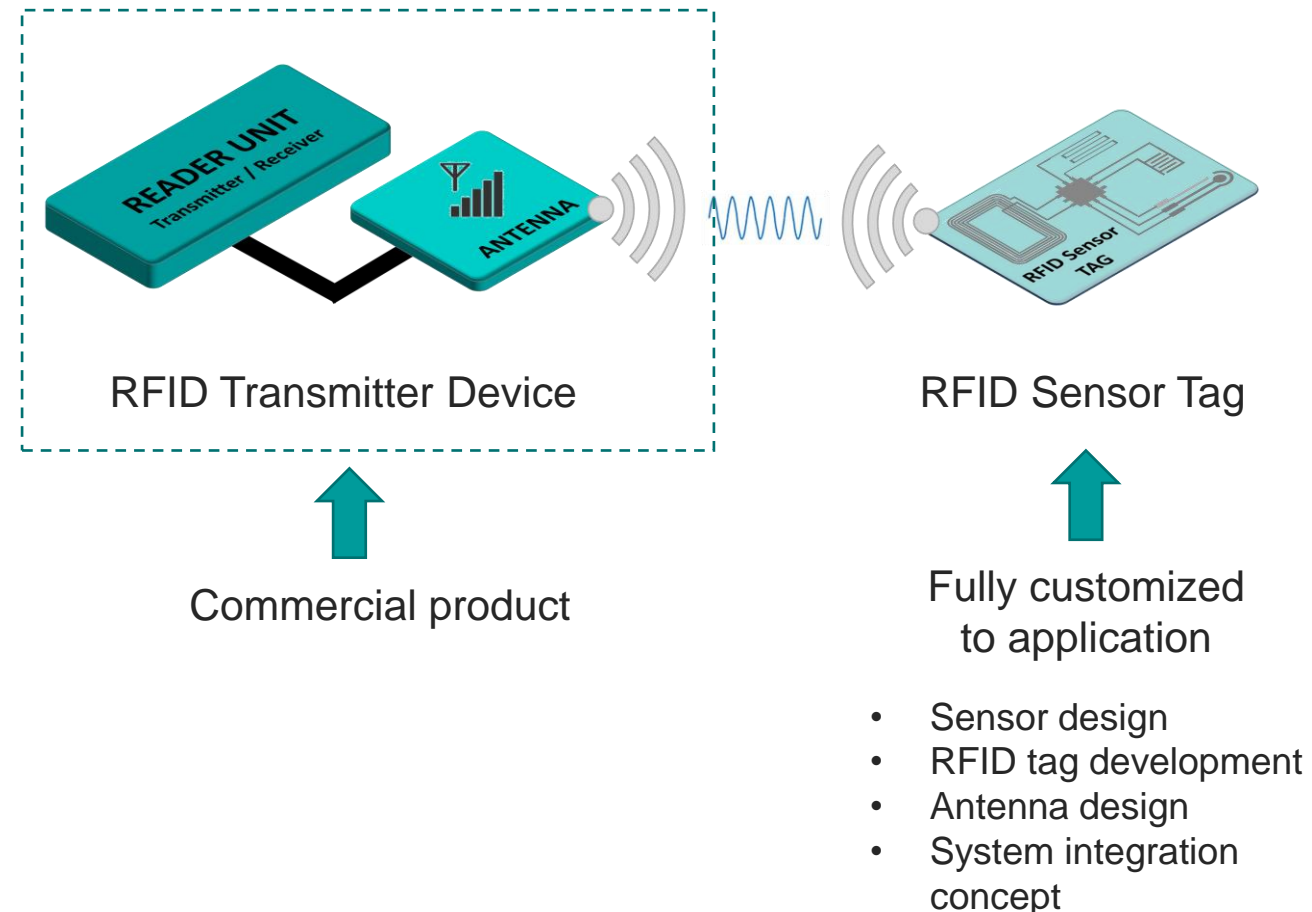 READER UNIT
Transmitter / Receiver
ANTENNA
RFID Sensor
TAG
RFID Transmitter Device
RFID Sensor Tag
Commercial product
Fully customized
to application
• Sensor design
• RFID tag development
• Antenna design
• System integration
concept